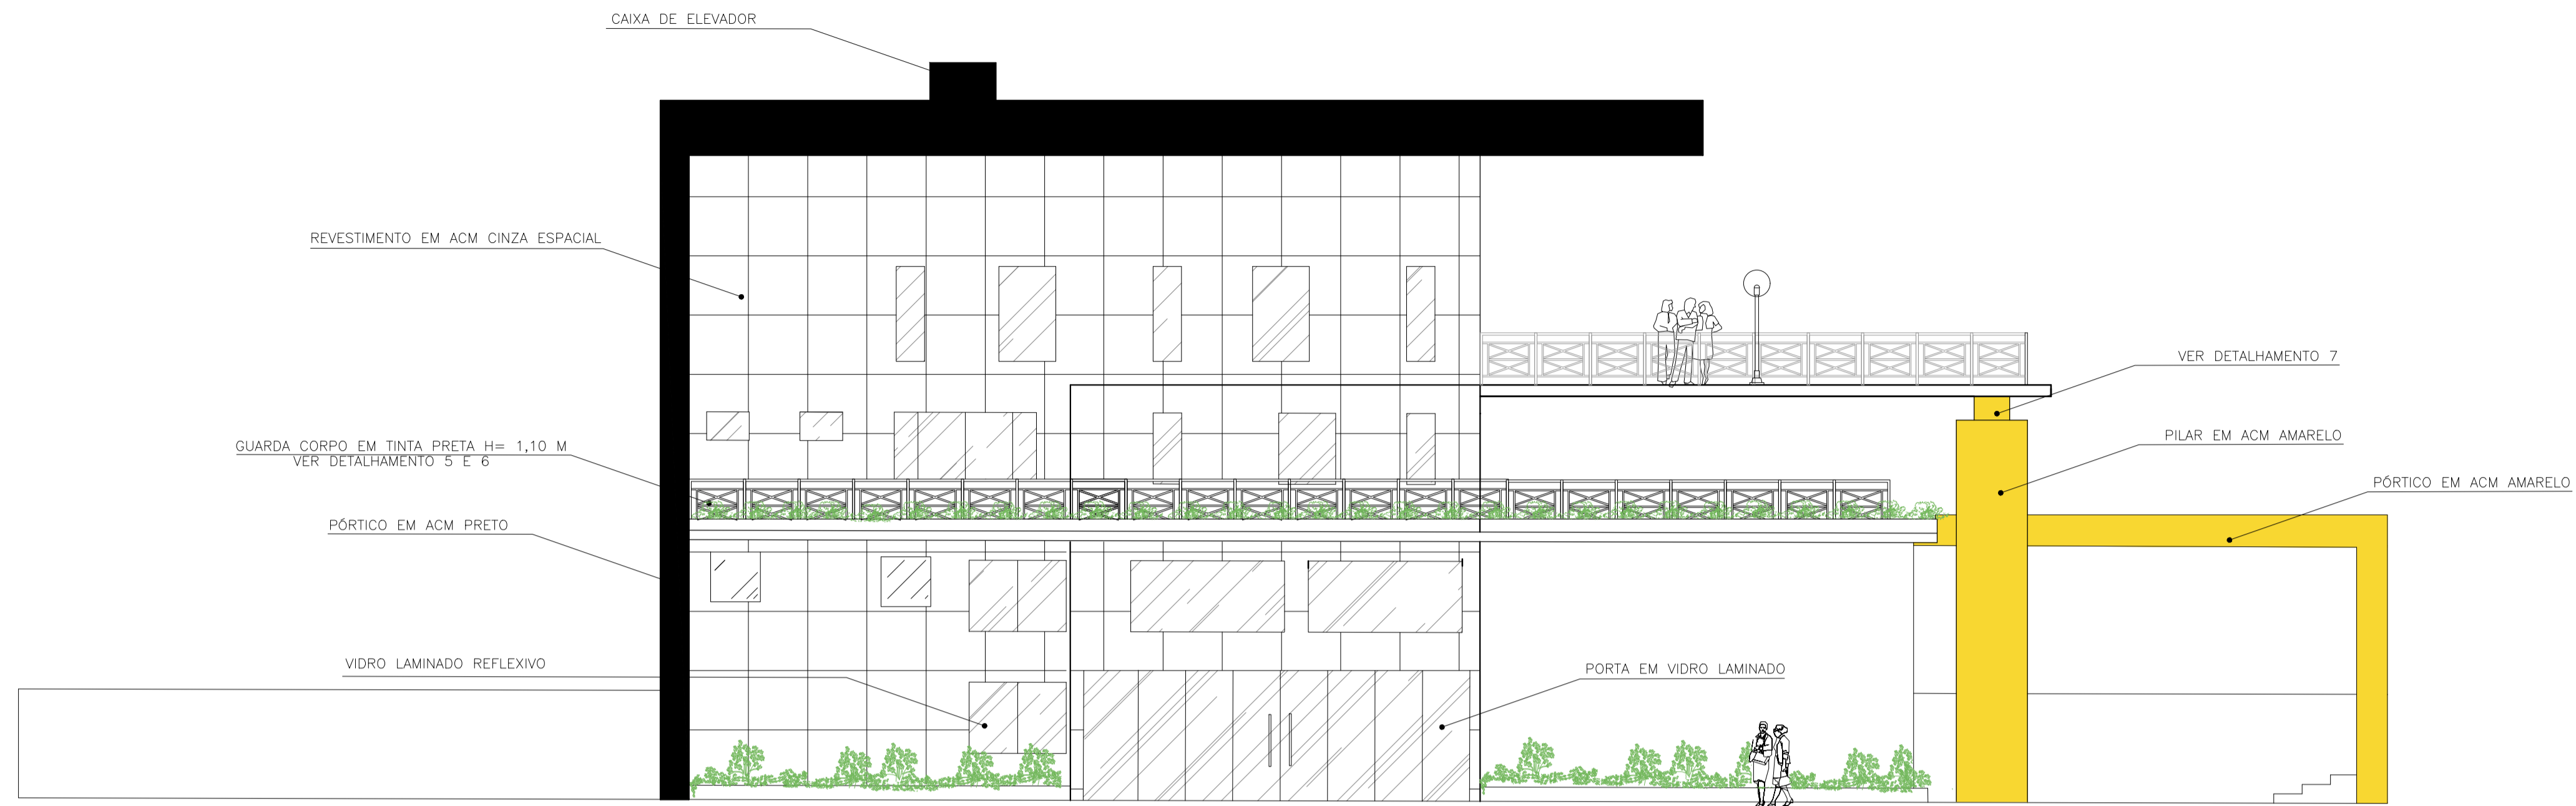 CAIXA DE ELEVADOR
REVESTIMENTO EM ACM CINZA ESPACIAL
VER DETALHAMENTO 7
PILAR EM ACM AMARELO
GUARDA CORPO EM TINTA PRETA H= 1,10 M
VER DETALHAMENTO 5 E 6
PÓRTICO EM ACM AMARELO
PÓRTICO EM ACM PRETO
VIDRO LAMINADO REFLEXIVO
PORTA EM VIDRO LAMINADO